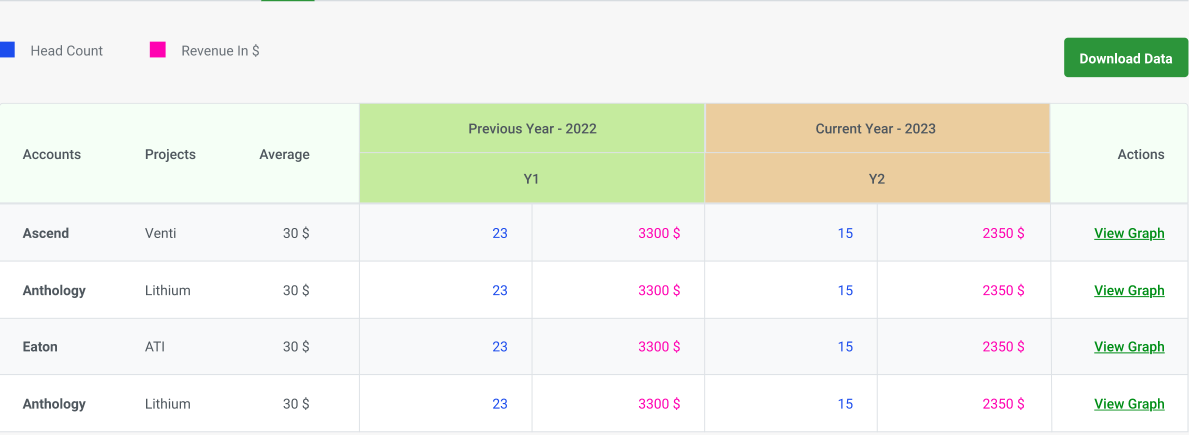 Head Count Revenue In $
Download Data
Previous Year - 2022 Current Year - 2023
Accounts Projects Average Actions
Y1 Y2
Ascend Venti 30 $ 23 3300 $ 15 2350 $ View Graph
Anthology Lithium 30 $ 23 3300 $ 15 2350 $ View Graph
Eaton ATI 30 $ 23 3300 $ 15 2350 $ View Graph
Anthology Lithium 30 $ 23 3300 $ 15 2350 $ View Graph